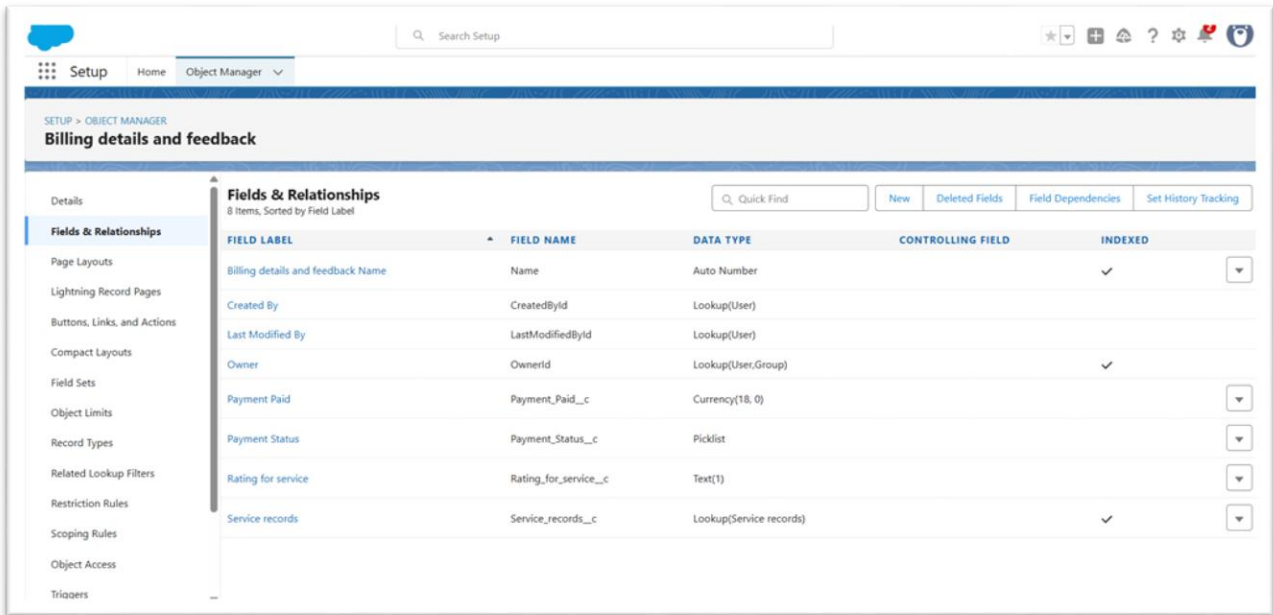 Search Setup
2
Setup Home Object Manager
SETUP > OBJECT MANAGER
Billing details and feedback
Details
Fields & Relationships
Page Layouts
Lightning Record Pages
Buttons, Links, and Actions
Compact Layouts
Field Sets
Object Limits
Record Types
Related Lookup Filters
Restriction Rules
Scoping Rules
Object Access
Triggers
Fields & Relationships
8 Items, Sorted by Field Label
Quick Find New Deleted Fields Field Dependencies Set History Tracking
FIELD LABEL FIELD NAME DATA TYPE CONTROLLING FIELD INDEXED
Billing details and feedback Name Name Auto Number
Created By CreatedById Lookup(User)
Last Modified By LastModifiedById Lookup(User)
Owner OwnerId Lookup(User,Group)
Payment Paid Payment_Paid__c Currency(18, 0)
Payment Status Payment_Status__c Picklist
Rating for service Rating_for_service__c Text(1)
Service records Service_records__c Lookup(Service records)